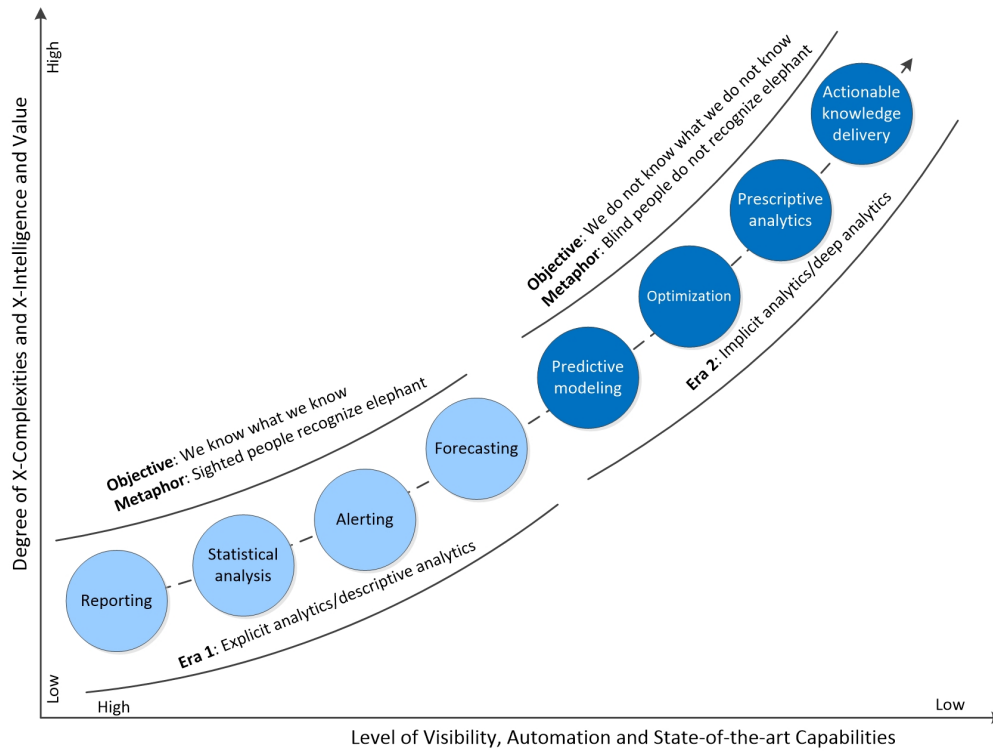 High
Degree of X-Complexities and X-Intelligence and Value
Low
Objective: We do not know what we do not know
Metaphor: Blind people do not recognize elephant
Actionable
knowledge
delivery
Prescriptive
analytics
Optimization
Predictive
modeling
Era 2: Implicit analytics/deep analytics
Objective: We know what we know
Metaphor: Sighted people recognize elephant
Forecasting
Alerting
Statistical
analysis
Reporting
Era 1: Explicit analytics/descriptive analytics
High
Low
Level of Visibility, Automation and State-of-the-art Capabilities